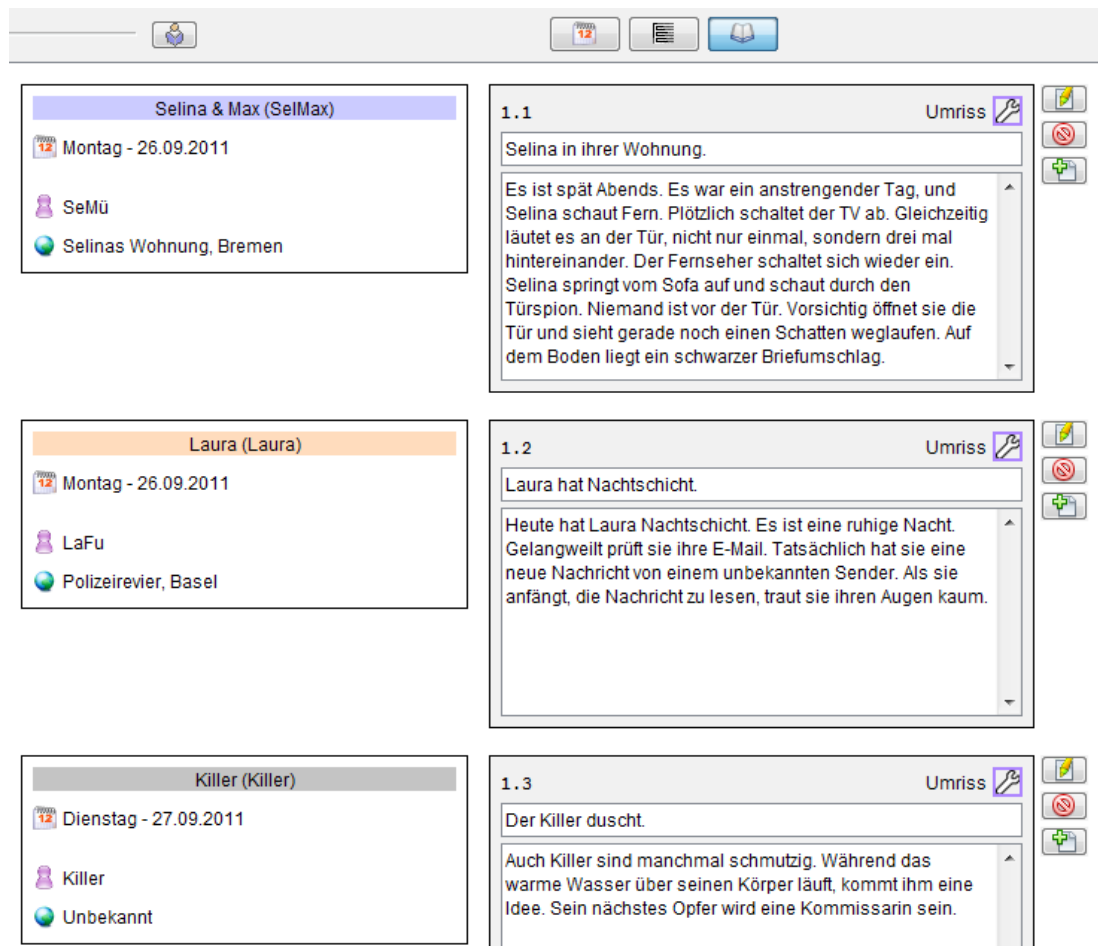 12
Selina & Max (SelMax)
12 Montag - 26.09.2011
SeMü
Selinas Wohnung, Bremen
1.1 Umriss
Selina in ihrer Wohnung.
Es ist spät Abends. Es war ein anstrengender Tag, und
Selina schaut Fern. Plötzlich schaltet der TV ab. Gleichzeitig
läutet es an der Tür, nicht nur einmal, sondern drei mal
hintereinander. Der Fernseher schaltet sich wieder ein.
Selina springt vom Sofa auf und schaut durch den
Türspion. Niemand ist vor der Tür. Vorsichtig öffnet sie die
Tür und sieht gerade noch einen Schatten weglaufen. Auf
dem Boden liegt ein schwarzer Briefumschlag.
Laura (Laura)
12 Montag - 26.09.2011
LaFu
Polizeirevier, Basel
1.2 Umriss
Laura hat Nachtschicht.
Heute hat Laura Nachtschicht. Es ist eine ruhige Nacht.
Gelangweilt prüft sie ihre E-Mail. Tatsächlich hat sie eine
neue Nachricht von einem unbekannten Sender. Als sie
anfängt, die Nachricht zu lesen, traut sie ihren Augen kaum.
Killer (Killer)
12 Dienstag - 27.09.2011
Killer
Unbekannt
1.3 Umriss
Der Killer duscht.
Auch Killer sind manchmal schmutzig. Während das
warme Wasser über seinen Körper läuft, kommt ihm eine
Idee. Sein nächstes Opfer wird eine Kommissarin sein.